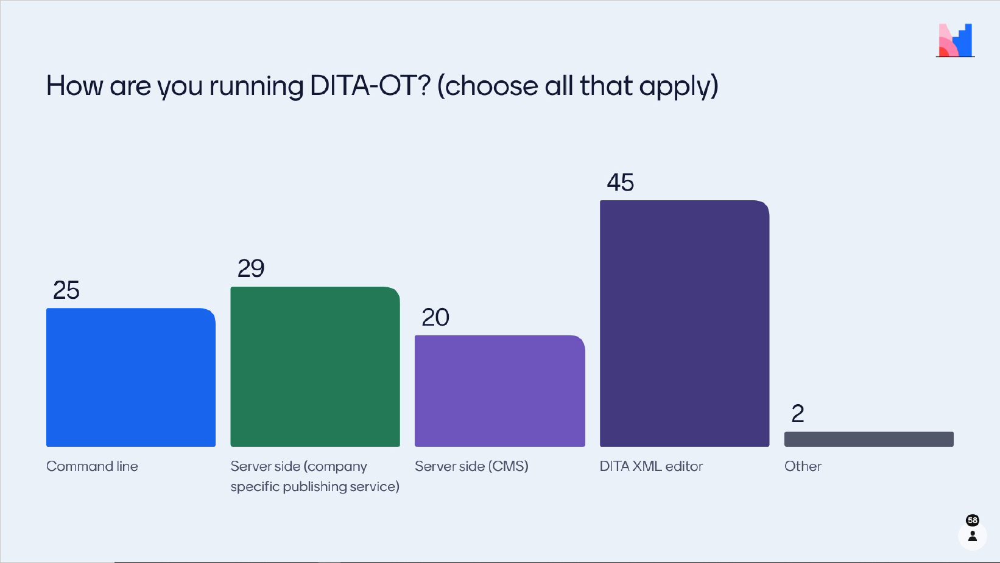 How are you running DITA-OT? (choose all that apply)
25
29
20
45
2
Command line
Server side (company
specific publishing service)
Server side (CMS)
DITA XML editor
Other
58